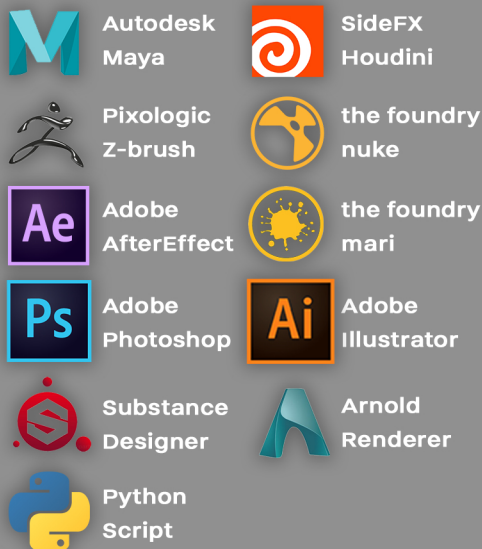 Autodesk
Maya
SideFX
Houdini
Pixologic
Z-brush
the foundry
nuke
Ae
Adobe
AfterEffect
the foundry
mari
Ps
Adobe
Photoshop
Ai
Adobe
Illustrator
Substance
Designer
Arnold
Renderer
Python
Script